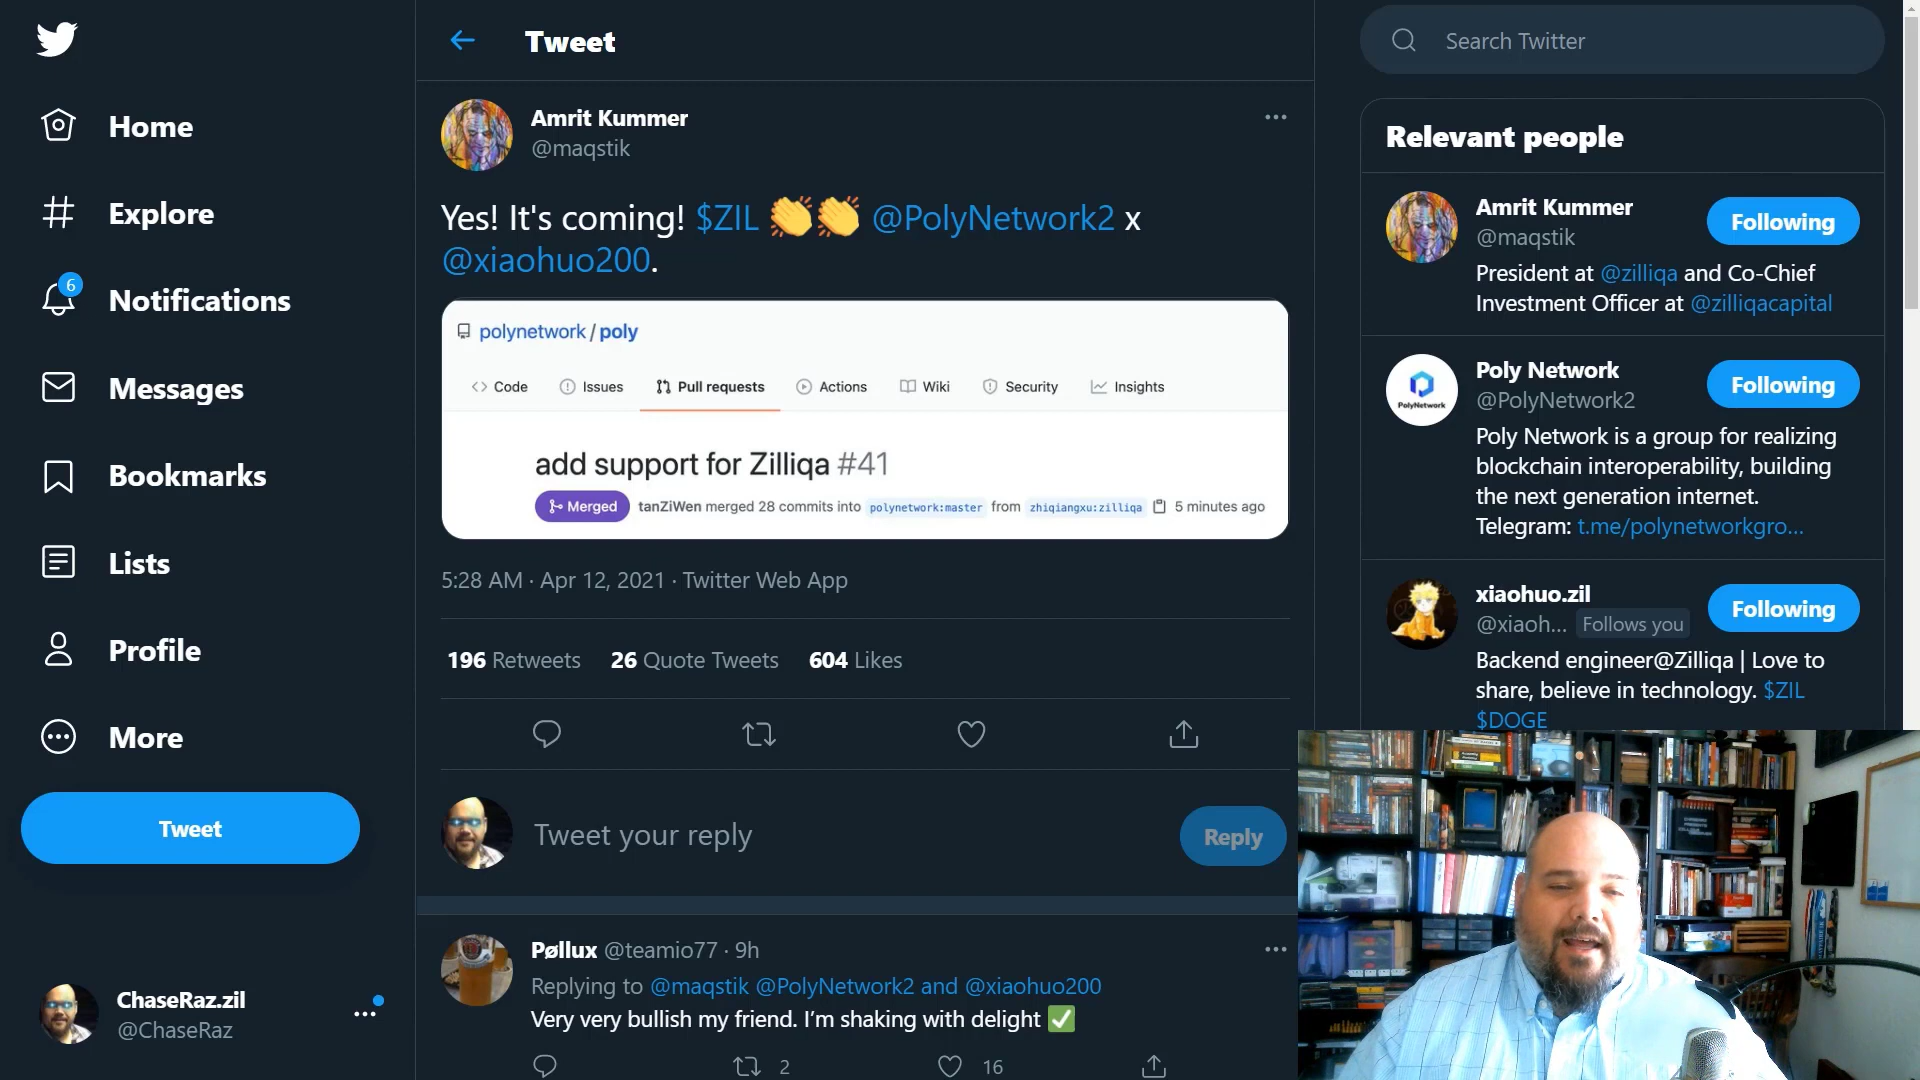 Home
Explore
6
Notifications
Messages
Bookmarks
Lists
Profile
More
Tweet
ChaseRaz.zil
@ChaseRaz
Tweet
Amrit Kummer
@maqstik
Yes! It's coming! $ZIL 👏👏 @PolyNetwork2 x
@xiaohuo200.
polynetwork / poly
Code Issues Pull requests Actions Wiki Security Insights
add support for Zilliqa #41
Merged tanZiWen merged 28 commits into polynetwork:master from zhiqiangxu:zilliqa 5 minutes ago
5:28 AM · Apr 12, 2021 · Twitter Web App
196 Retweets 26 Quote Tweets 604 Likes
Tweet your reply
Reply
Pøllux @teamio77 · 9h
Replying to @maqstik @PolyNetwork2 and @xiaohuo200
Very very bullish my friend. I'm shaking with delight ✅
2 16
Search Twitter
Relevant people
Amrit Kummer
@maqstik
Following
President at @zilliqa and Co-Chief
Investment Officer at @zilliqacapital
PolyNetwork
Poly Network
@PolyNetwork2
Following
Poly Network is a group for realizing
blockchain interoperability, building
the next generation internet.
Telegram: t.me/polynetworkgro...
xiaohuo.zil
@xiaoh... Follows you
Following
Backend engineer@Zilliqa | Love to
share, believe in technology. $ZIL
$DOGE